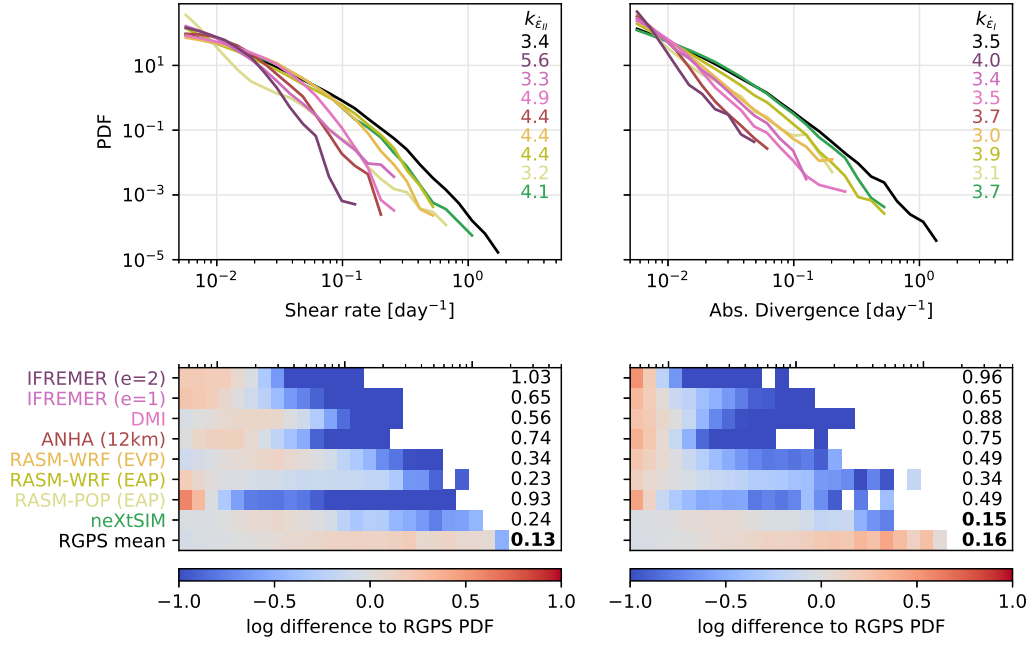 k_{ε̇_{II}}
3.4
5.6
3.3
4.9
4.4
4.4
4.4
3.2
4.1
10^1
10^{−1}
10^{−3}
10^{−5}
PDF
10^{−2} 10^{−1} 10^0
Shear rate [day^{−1}]
k_{ε̇_I}
3.5
4.0
3.4
3.5
3.7
3.0
3.9
3.1
3.7
10^{−2} 10^{−1} 10^0
Abs. Divergence [day^{−1}]
IFREMER (e=2) 1.03 0.96
IFREMER (e=1) 0.65 0.65
DMI 0.56 0.88
ANHA (12km) 0.74 0.75
RASM-WRF (EVP) 0.34 0.49
RASM-WRF (EAP) 0.23 0.34
RASM-POP (EAP) 0.93 0.49
neXtSIM 0.24 0.15
RGPS mean 0.13 0.16
−1.0 −0.5 0.0 0.5 1.0
log difference to RGPS PDF
−1.0 −0.5 0.0 0.5 1.0
log difference to RGPS PDF